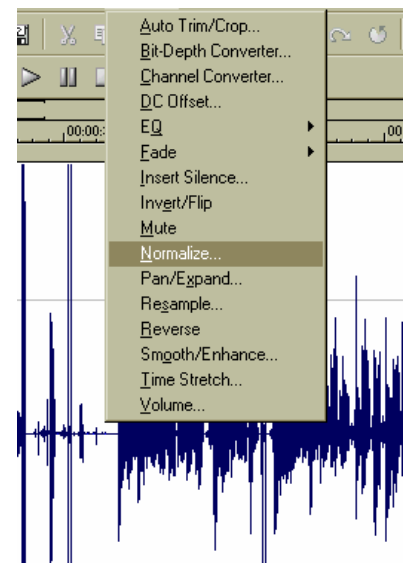 Auto Trim/Crop...
Bit-Depth Converter...
Channel Converter...
DC Offset...
EQ
Fade
Insert Silence...
Invert/Flip
Mute
Normalize...
Pan/Expand...
Resample...
Reverse
Smooth/Enhance...
Time Stretch...
Volume...